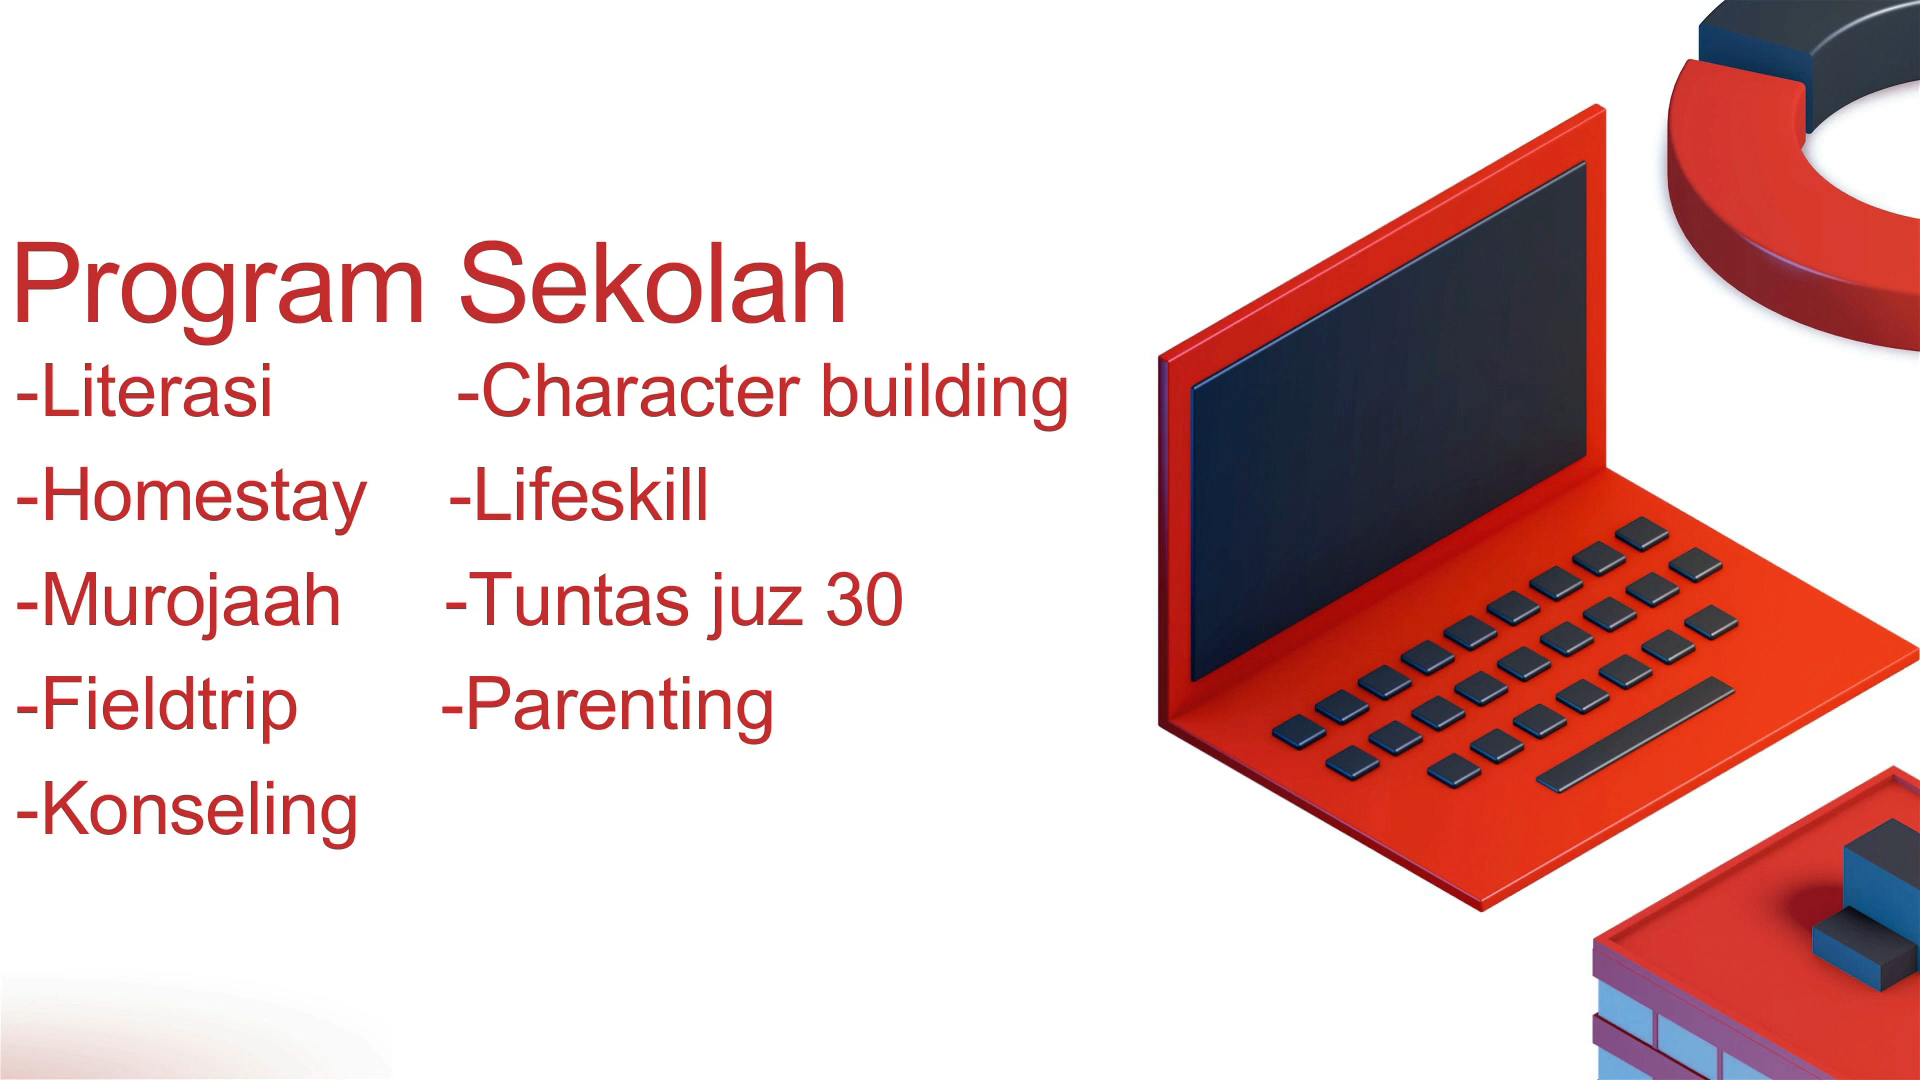 Program Sekolah
-Literasi -Character building
-Homestay -Lifeskill
-Murojaah -Tuntas juz 30
-Fieldtrip -Parenting
-Konseling